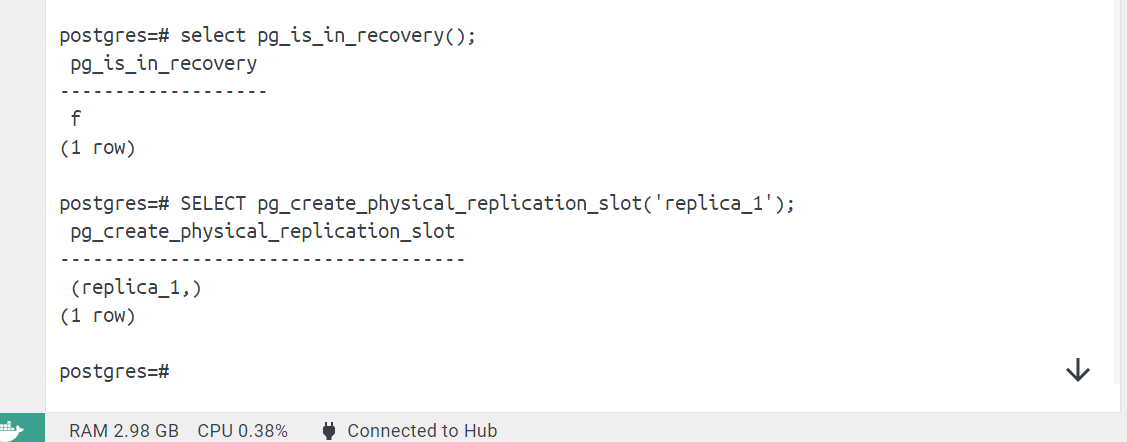 postgres=# select pg_is_in_recovery();
 pg_is_in_recovery
-------------------
 f
(1 row)
postgres=# SELECT pg_create_physical_replication_slot('replica_1');
 pg_create_physical_replication_slot
-------------------------------------
 (replica_1,)
(1 row)
postgres=#
RAM 2.98 GB CPU 0.38% Connected to Hub